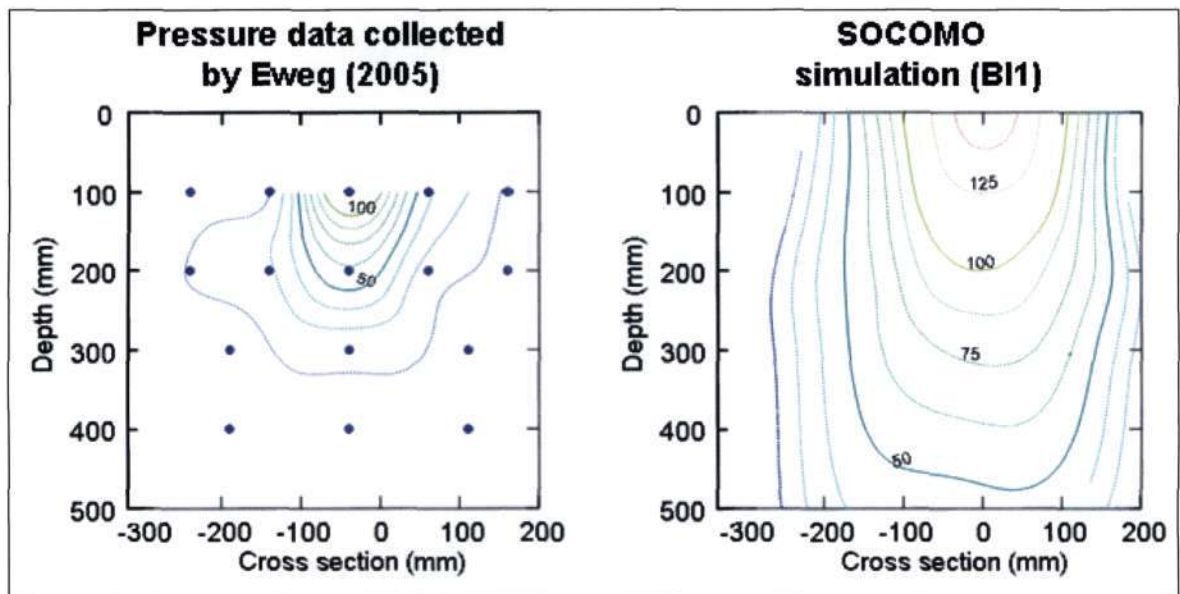 Pressure data collected
by Eweg (2005)
0
100
200
300
400
500
Depth (mm)
100
50
-300 -200 -100 0 100 200
Cross section (mm)
SOCOMO
simulation (BI1)
0
100
200
300
400
500
Depth (mm)
125
100
75
50
-300 -200 -100 0 100 200
Cross section (mm)